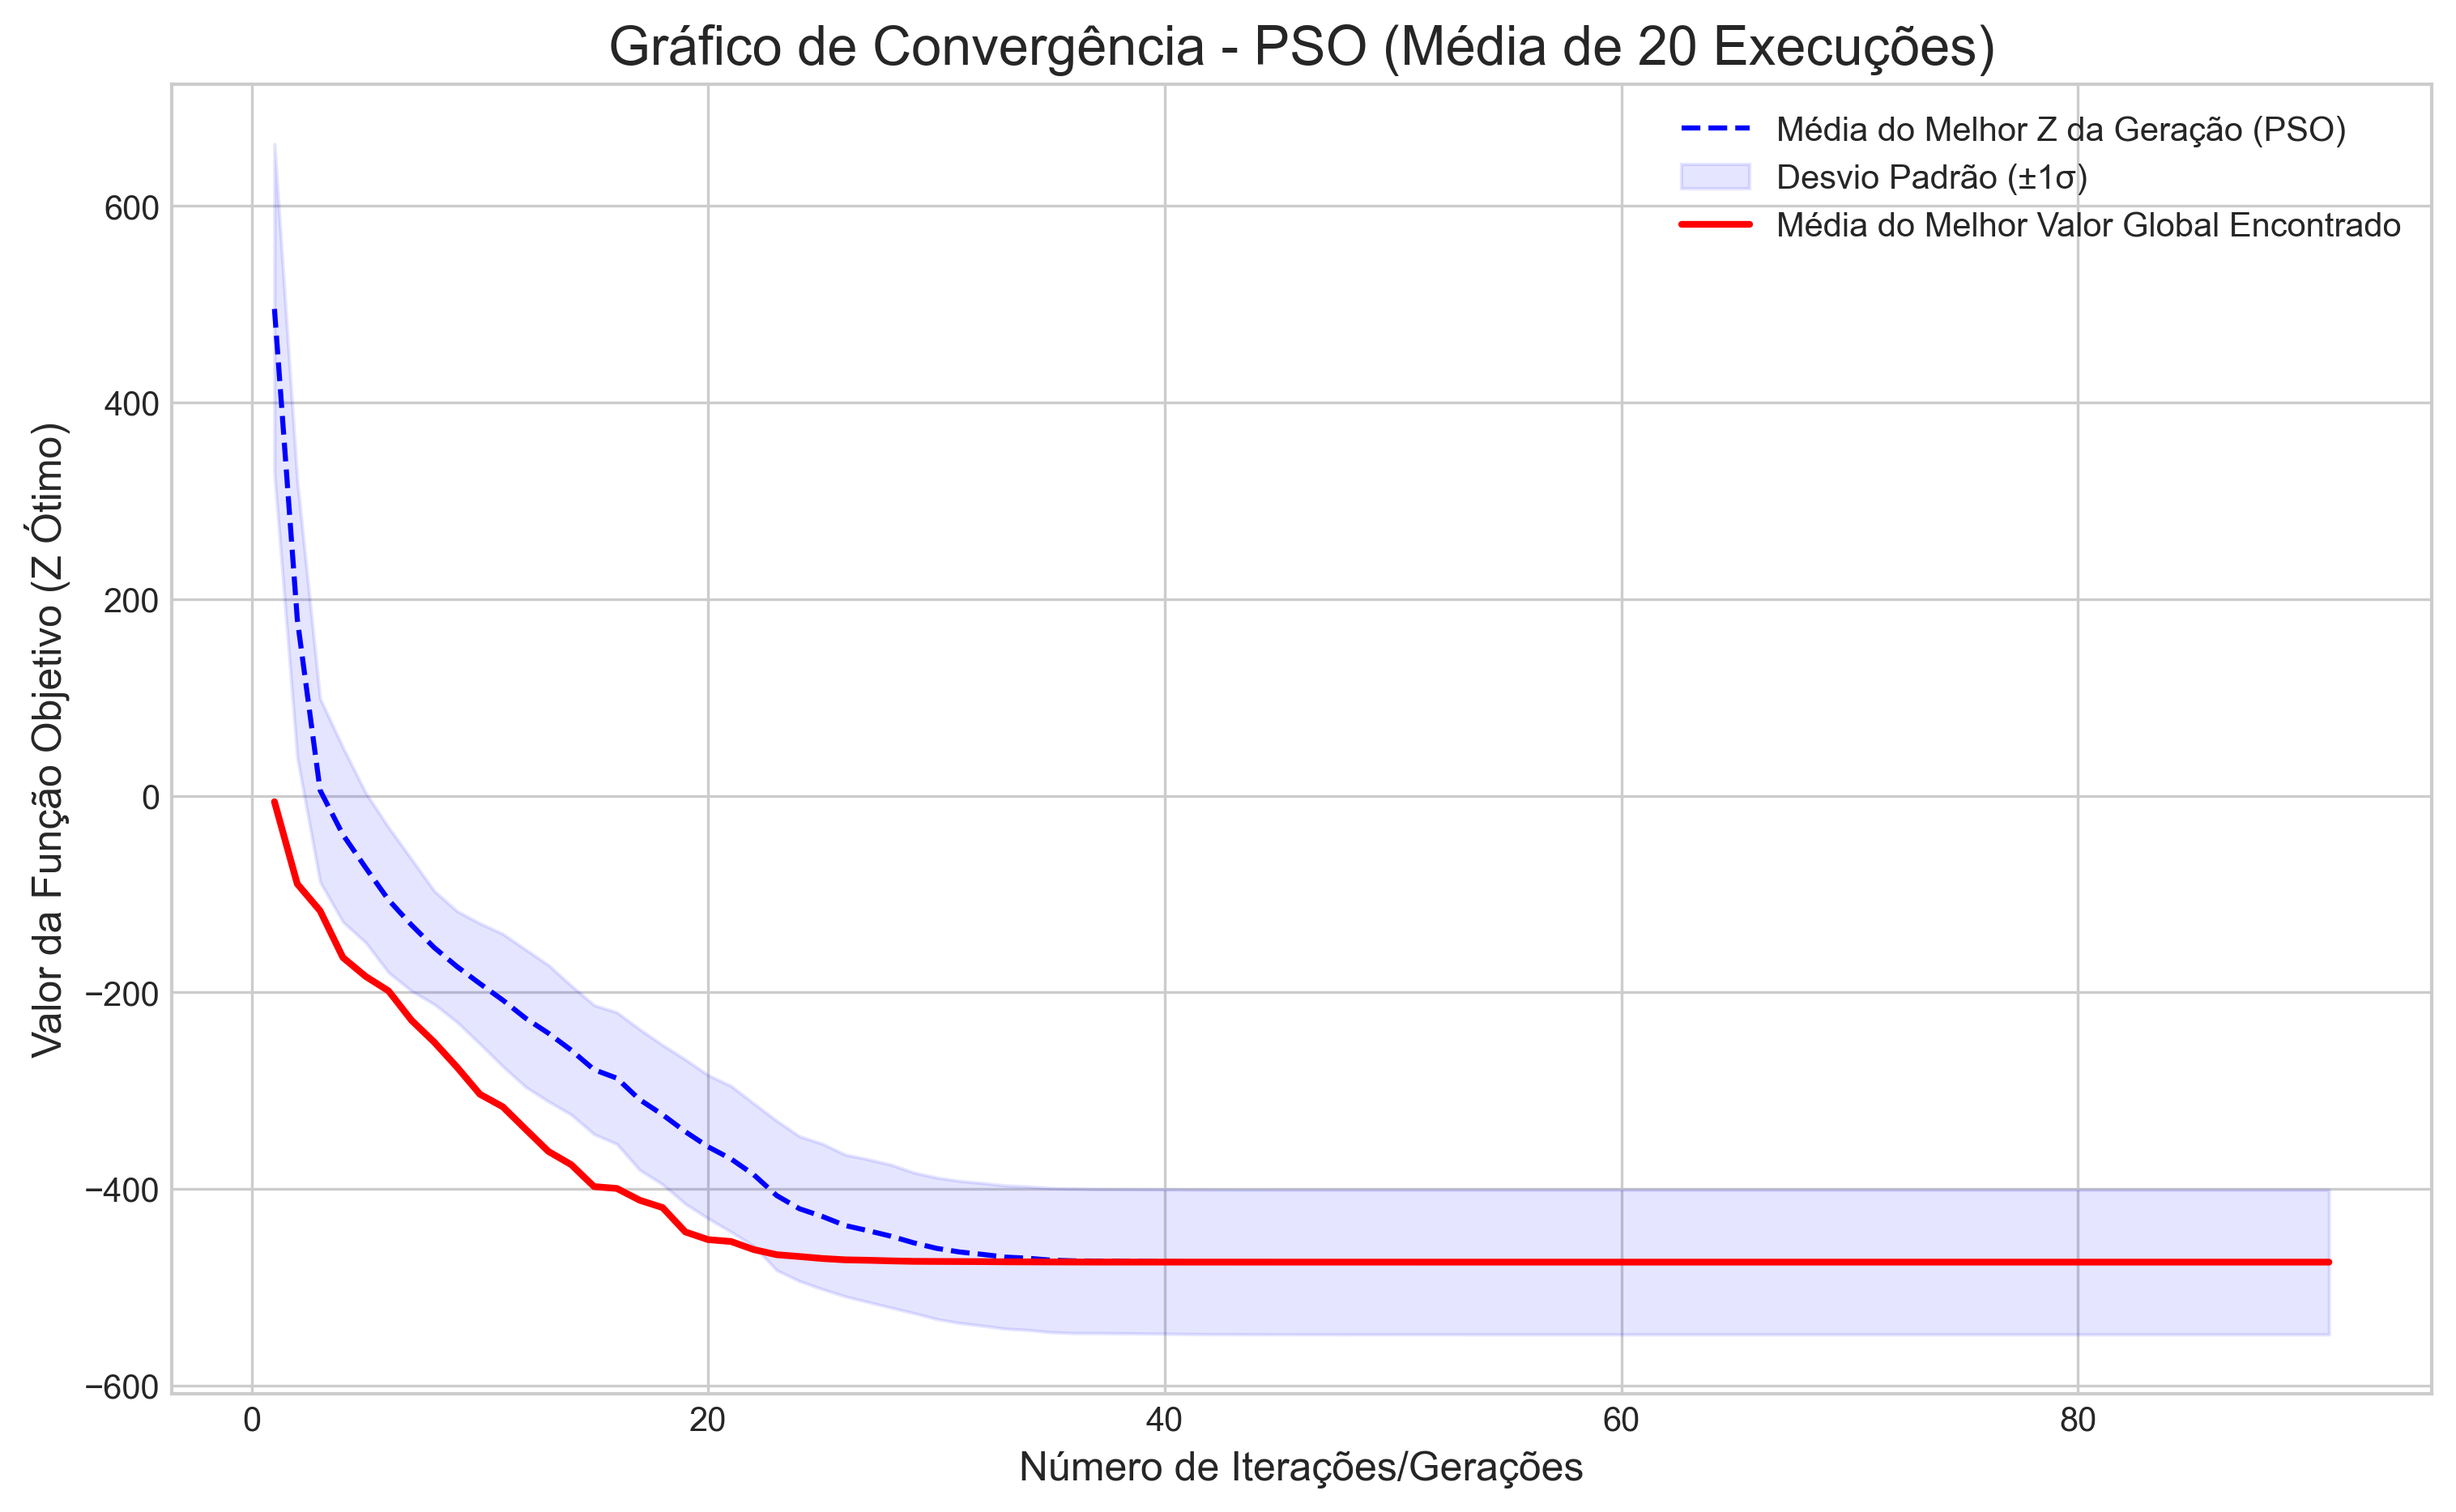 Gráfico de Convergência - PSO (Média de 20 Execuções)
Média do Melhor Z da Geração (PSO)
Desvio Padrão (±1σ)
Média do Melhor Valor Global Encontrado
Valor da Função Objetivo (Z Ótimo)
600
400
200
0
−200
−400
−600
0 20 40 60 80
Número de Iterações/Gerações